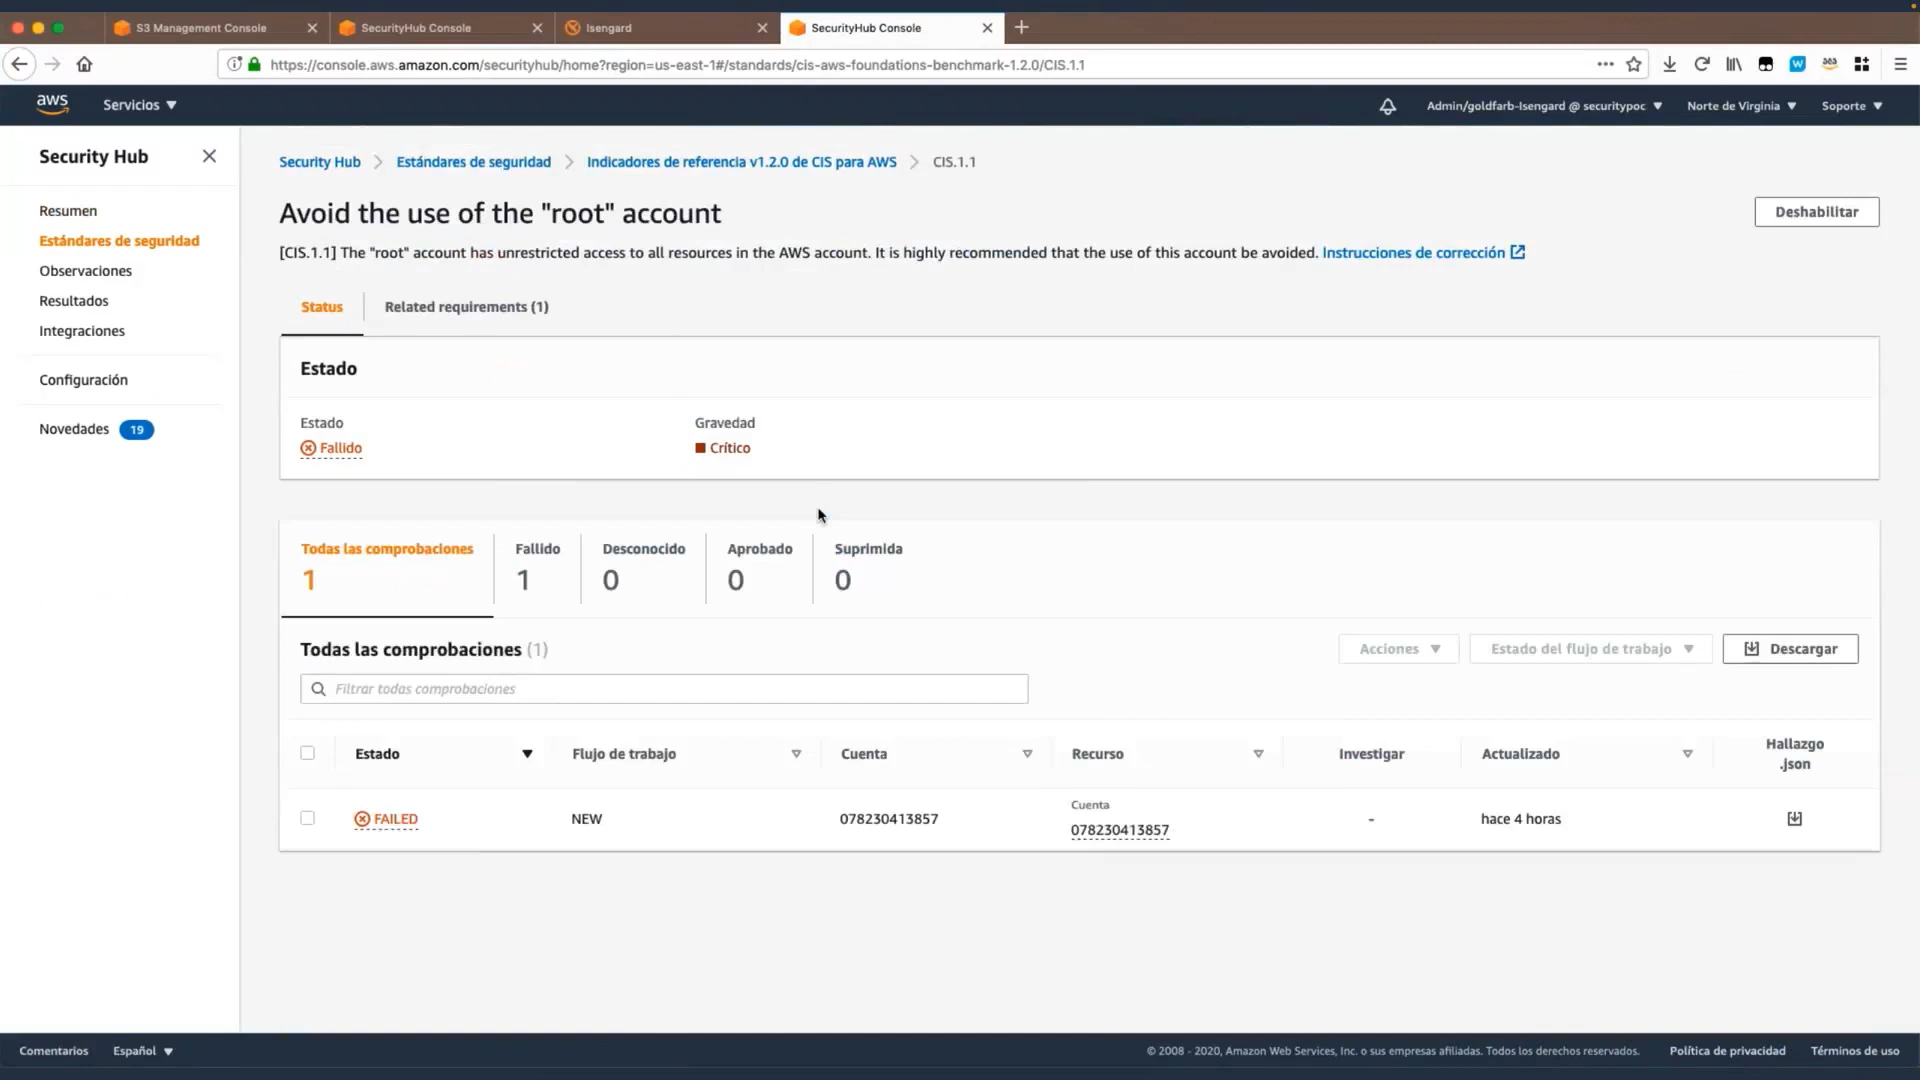 S3 Management Console
SecurityHub Console
Isengard
SecurityHub Console
https://console.aws.amazon.com/securityhub/home?region=us-east-1#/standards/cis-aws-foundations-benchmark-1.2.0/CIS.1.1
aws
Servicios
Admin/goldfarb-Isengard @ securitypoc
Norte de Virginia
Soporte
Security Hub
Resumen
Estándares de seguridad
Observaciones
Resultados
Integraciones
Configuración
Novedades 19
Security Hub > Estándares de seguridad > Indicadores de referencia v1.2.0 de CIS para AWS > CIS.1.1
Avoid the use of the "root" account
Deshabilitar
[CIS.1.1] The "root" account has unrestricted access to all resources in the AWS account. It is highly recommended that the use of this account be avoided. Instrucciones de corrección
Status
Related requirements (1)
Estado
Estado
Gravedad
Fallido
Crítico
Todas las comprobaciones
Fallido
Desconocido
Aprobado
Suprimida
1
1
0
0
0
Todas las comprobaciones (1)
Acciones
Estado del flujo de trabajo
Descargar
Filtrar todas comprobaciones
Estado
Flujo de trabajo
Cuenta
Recurso
Investigar
Actualizado
Hallazgo
.json
FAILED
NEW
078230413857
Cuenta
078230413857
-
hace 4 horas
Comentarios
Español
© 2008 - 2020, Amazon Web Services, Inc. o sus empresas afiliadas. Todos los derechos reservados.
Política de privacidad
Términos de uso